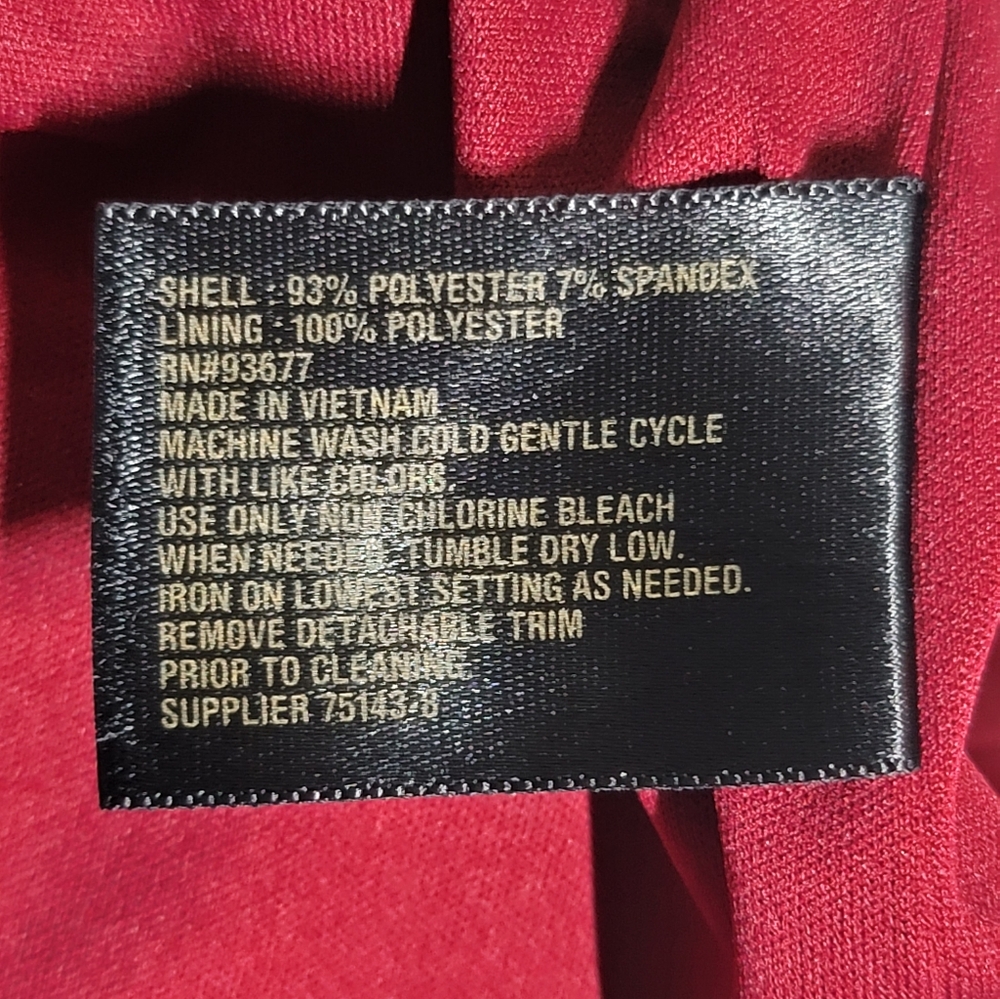 SHELL : 93% POLYESTER 7% SPANDEX
LINING : 100% POLYESTER
RN#93677
MADE IN VIETNAM
MACHINE WASH COLD GENTLE CYCLE
WITH LIKE COLORS.
USE ONLY NON CHLORINE BLEACH
WHEN NEEDED. TUMBLE DRY LOW.
IRON ON LOWEST SETTING AS NEEDED.
REMOVE DETACHABLE TRIM
PRIOR TO CLEANING.
SUPPLIER 75143-8